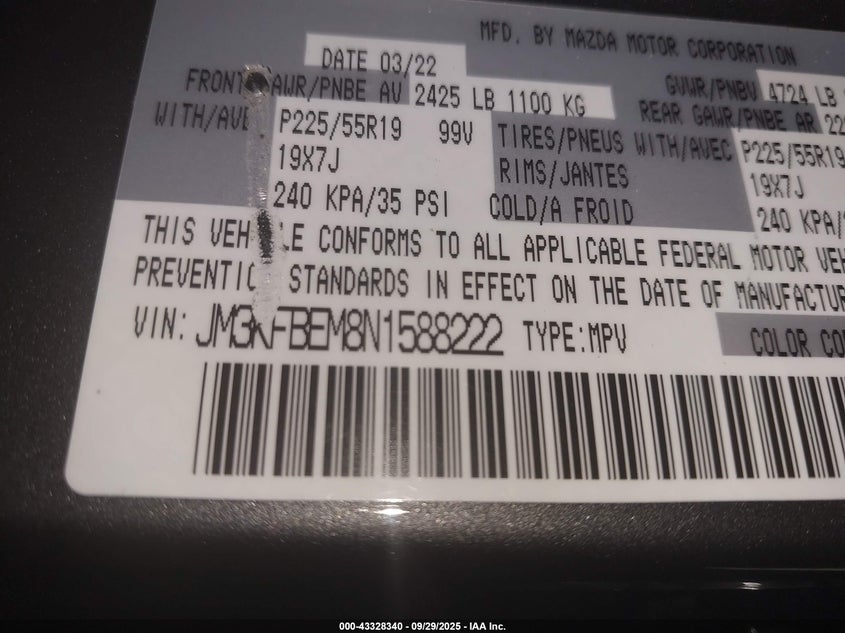 MFD. BY MAZDA MOTOR CORPORATION
DATE 03/22
GVWR/PNBV 4724 LB
FRONT AWR/PNBE AV 2425 LB 1100 KG
REAR GAWR/PNBE AR 22
WITH/AVE P225/55R19 99V TIRES/PNEUS WITH/AVEC P225/55R19
19X7J RIMS/JANTES 19X7J
240 KPA/35 PSI COLD/A FROID 240 KPA/
THIS VEH LE CONFORMS TO ALL APPLICABLE FEDERAL MOTOR VEH
PREVENTIO STANDARDS IN EFFECT ON THE DATE OF MANUFACTUR
VIN: JM3KFBEM8N1588222 TYPE:MPV COLOR CO
000-43328340 - 09/29/2025 - IAA Inc.